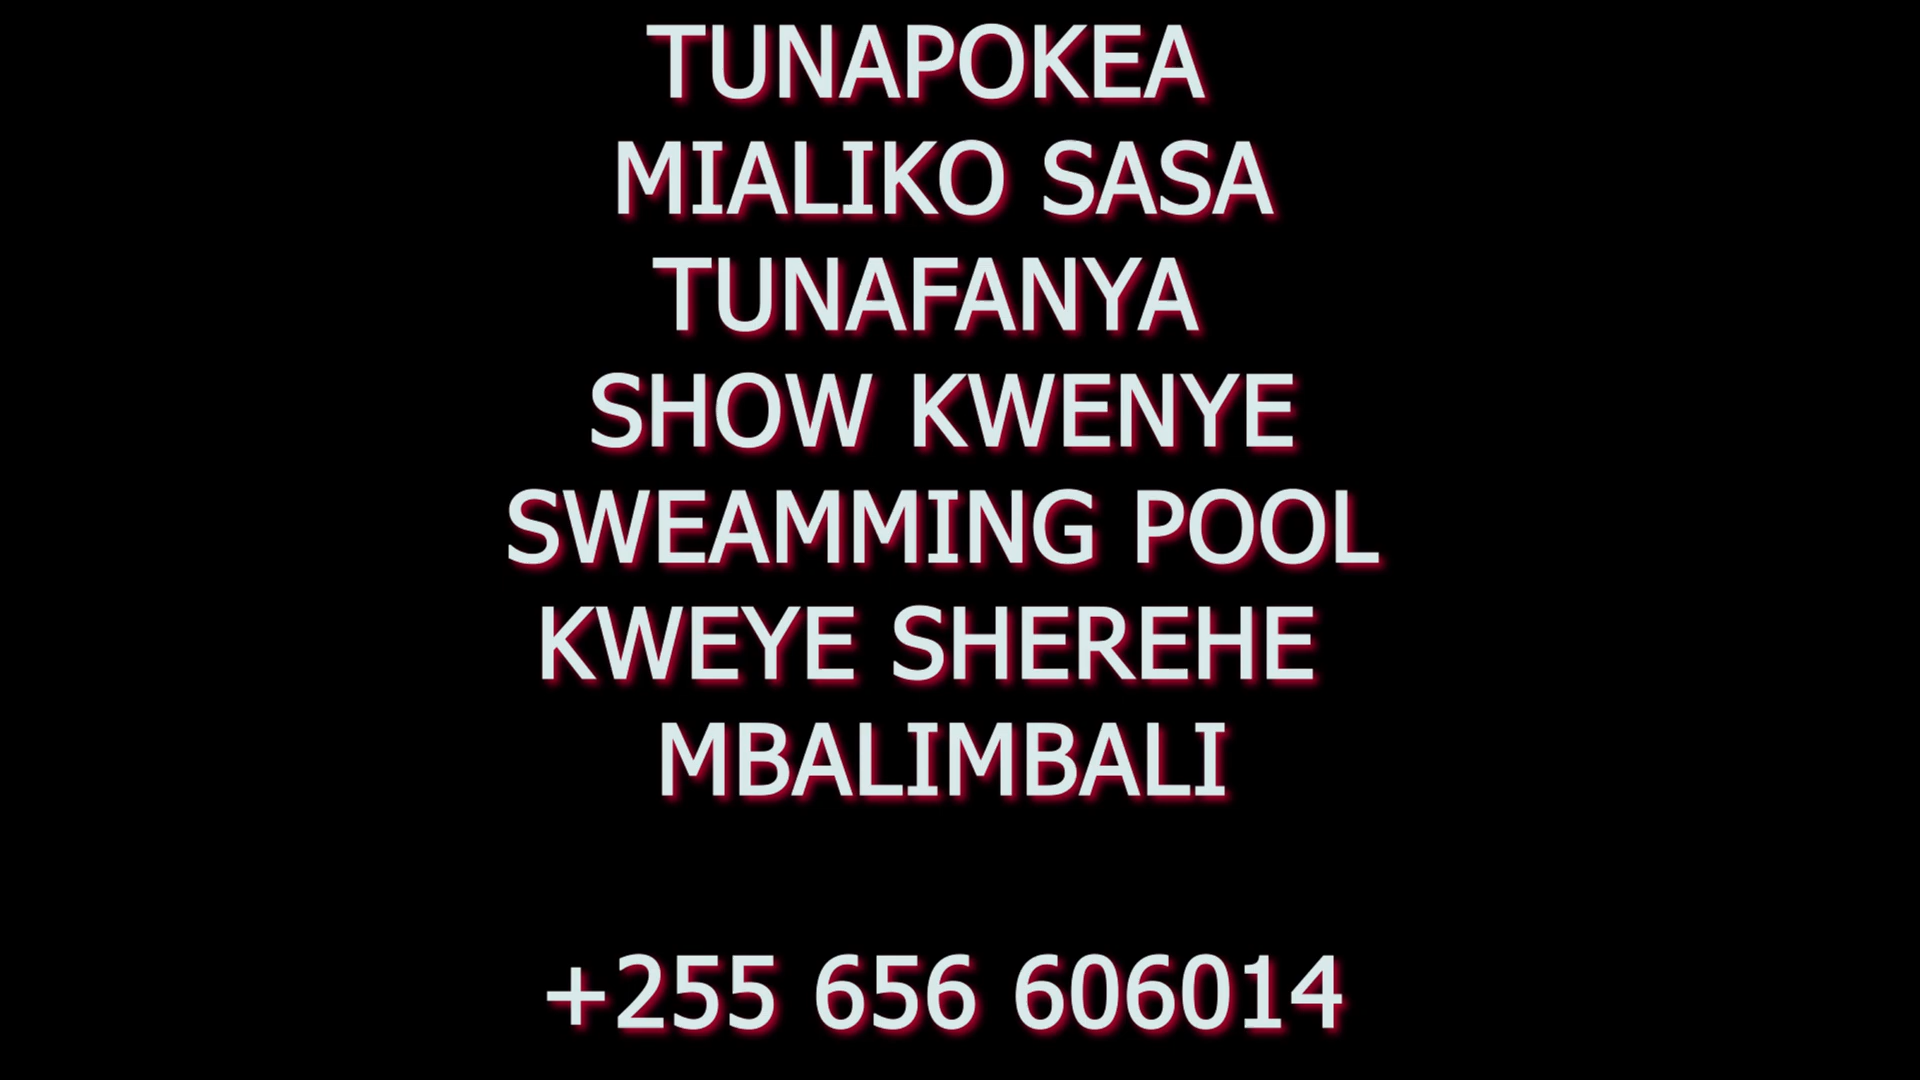 TUNAPOKEA
MIALIKO SASA
TUNAFANYA
SHOW KWENYE
SWEAMMING POOL
KWEYE SHEREHE
MBALIMBALI
+255 656 606014